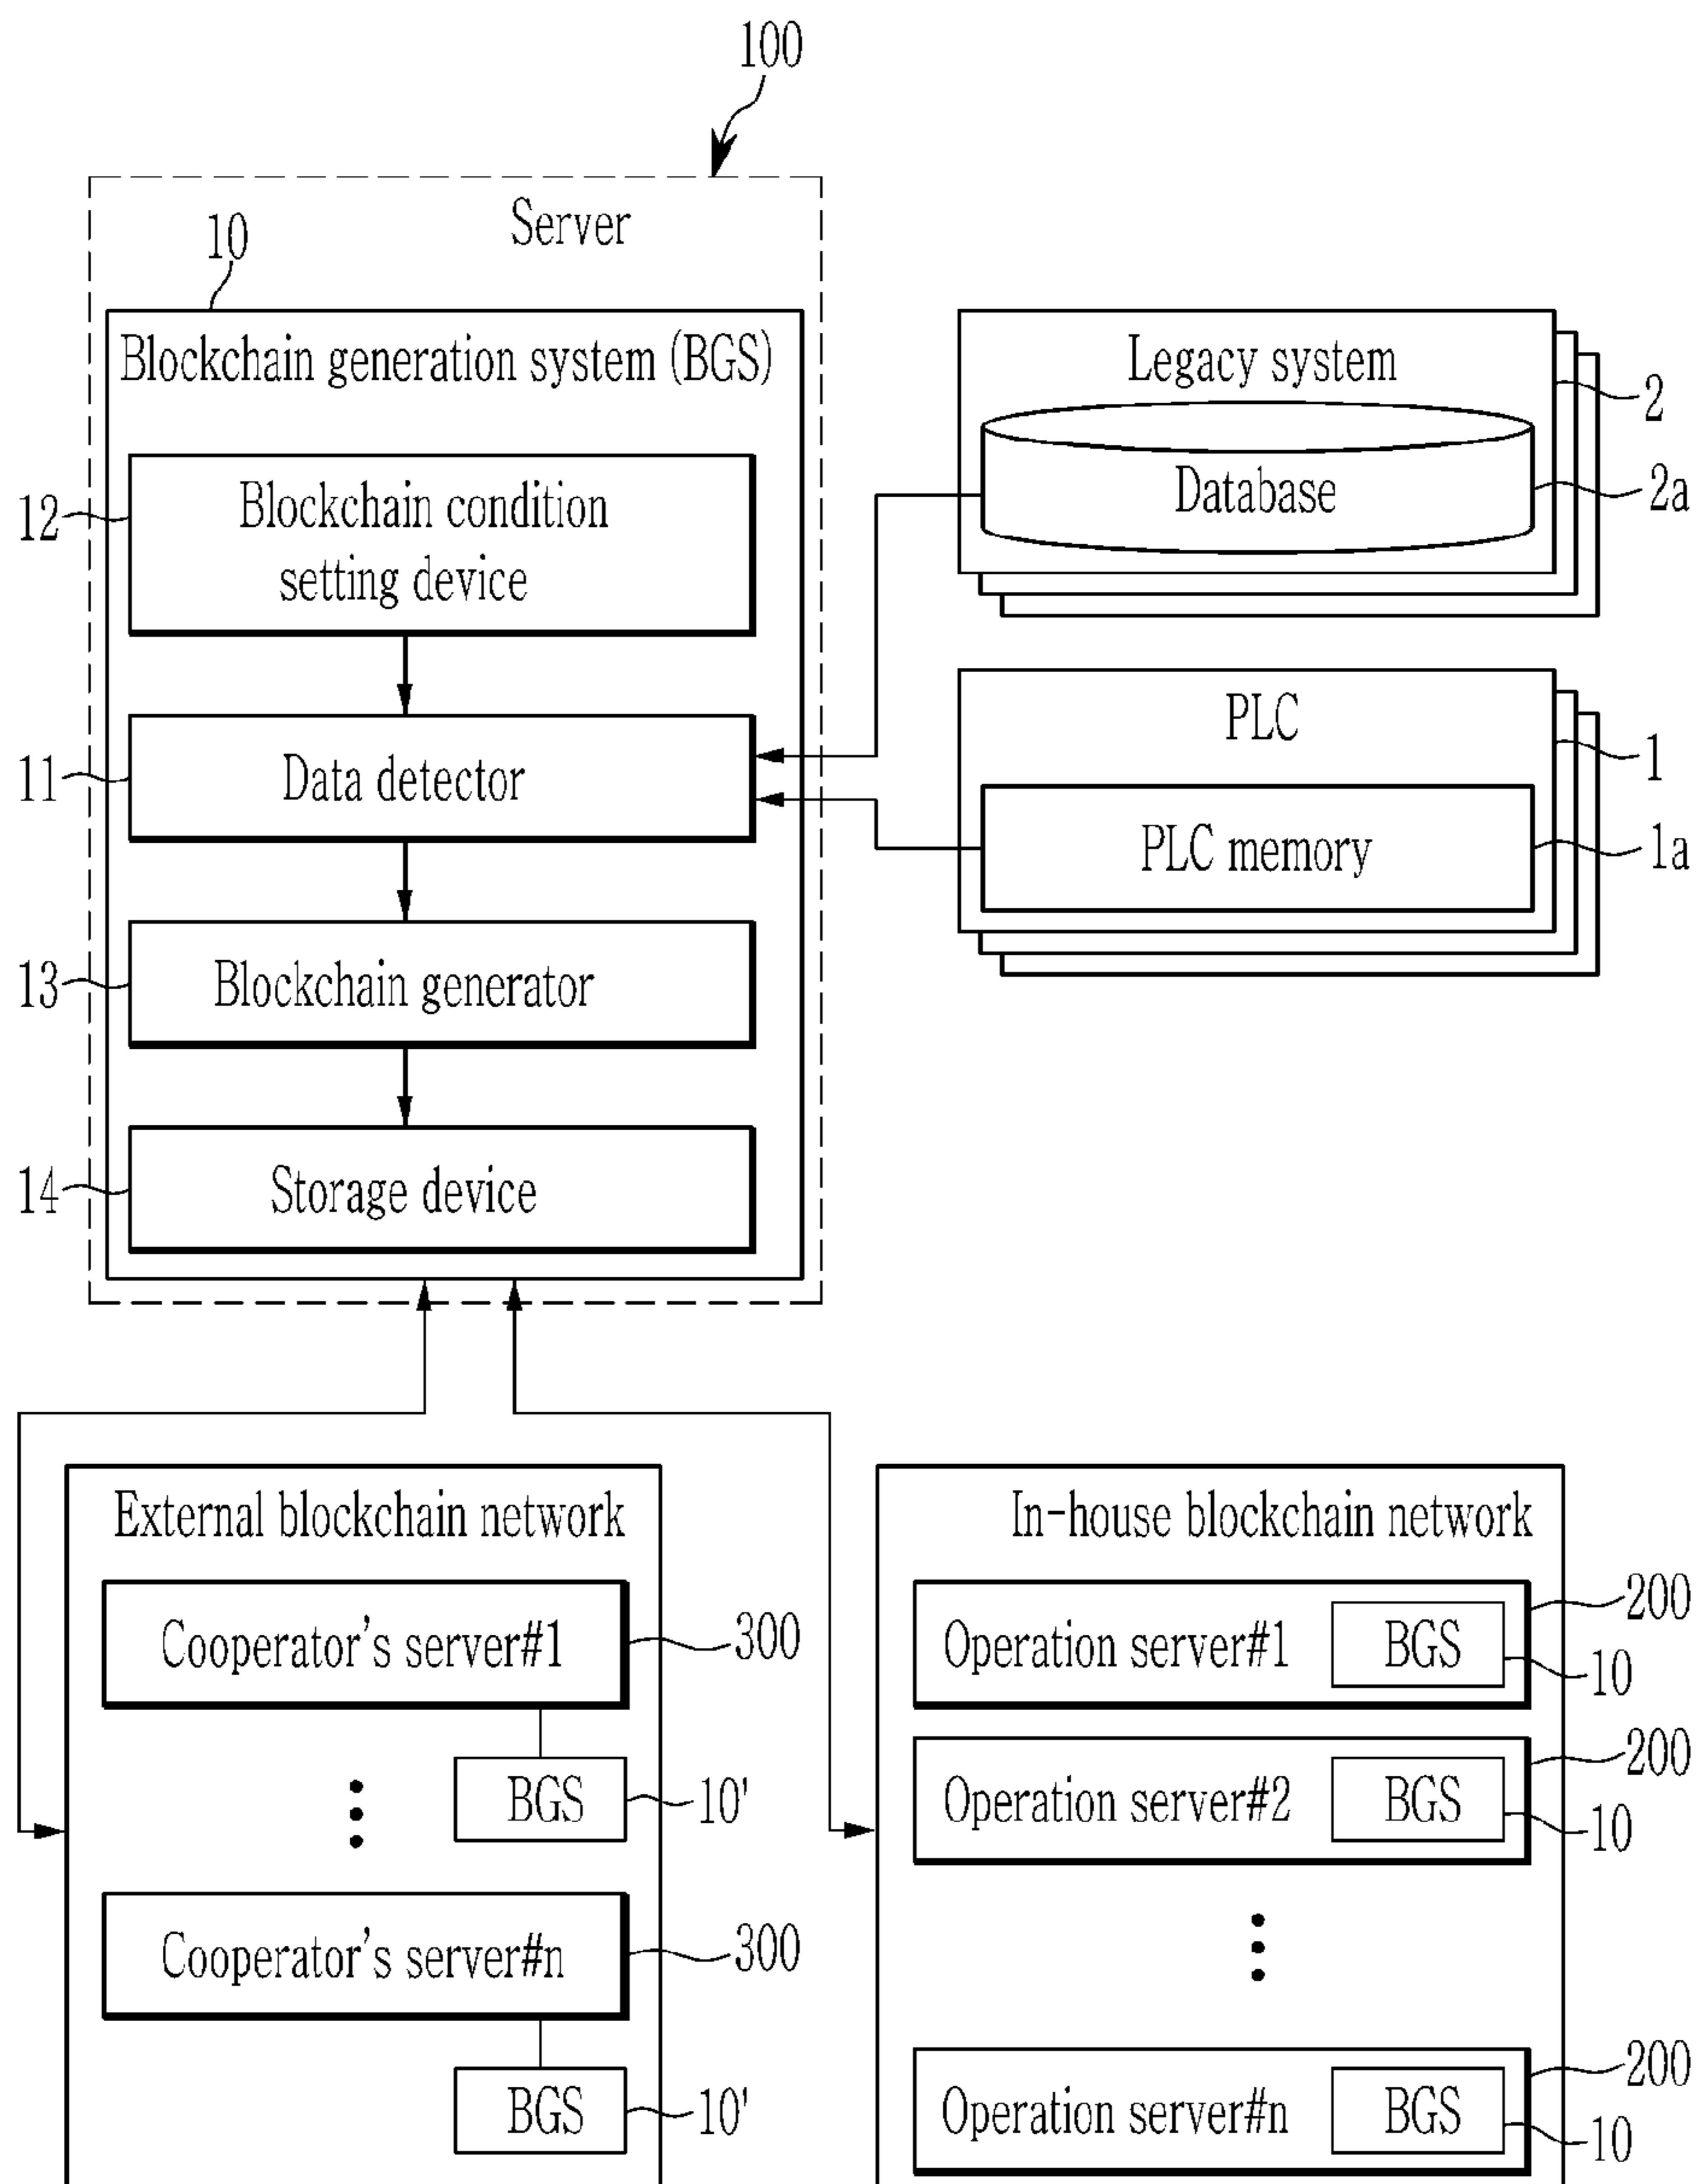 100
Server
10
Blockchain generation system (BGS)
12
Blockchain condition
setting device
11
Data detector
13
Blockchain generator
14
Storage device
Legacy system
2
Database
2a
PLC
1
PLC memory
1a
External blockchain network
Cooperator's server#1
300
BGS
10'
Cooperator's server#n
300
BGS
10'
In-house blockchain network
Operation server#1
BGS
200
10
Operation server#2
BGS
200
10
Operation server#n
BGS
200
10